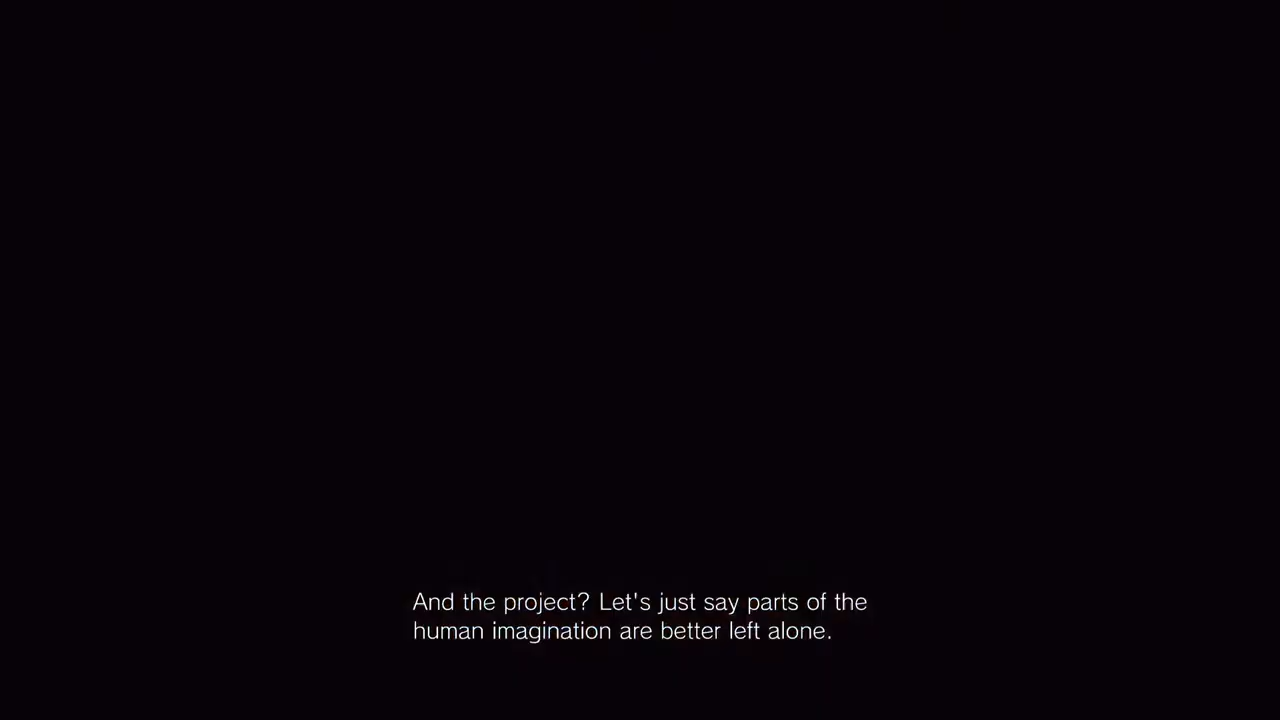 And the project? Let's just say parts of the
human imagination are better left alone.